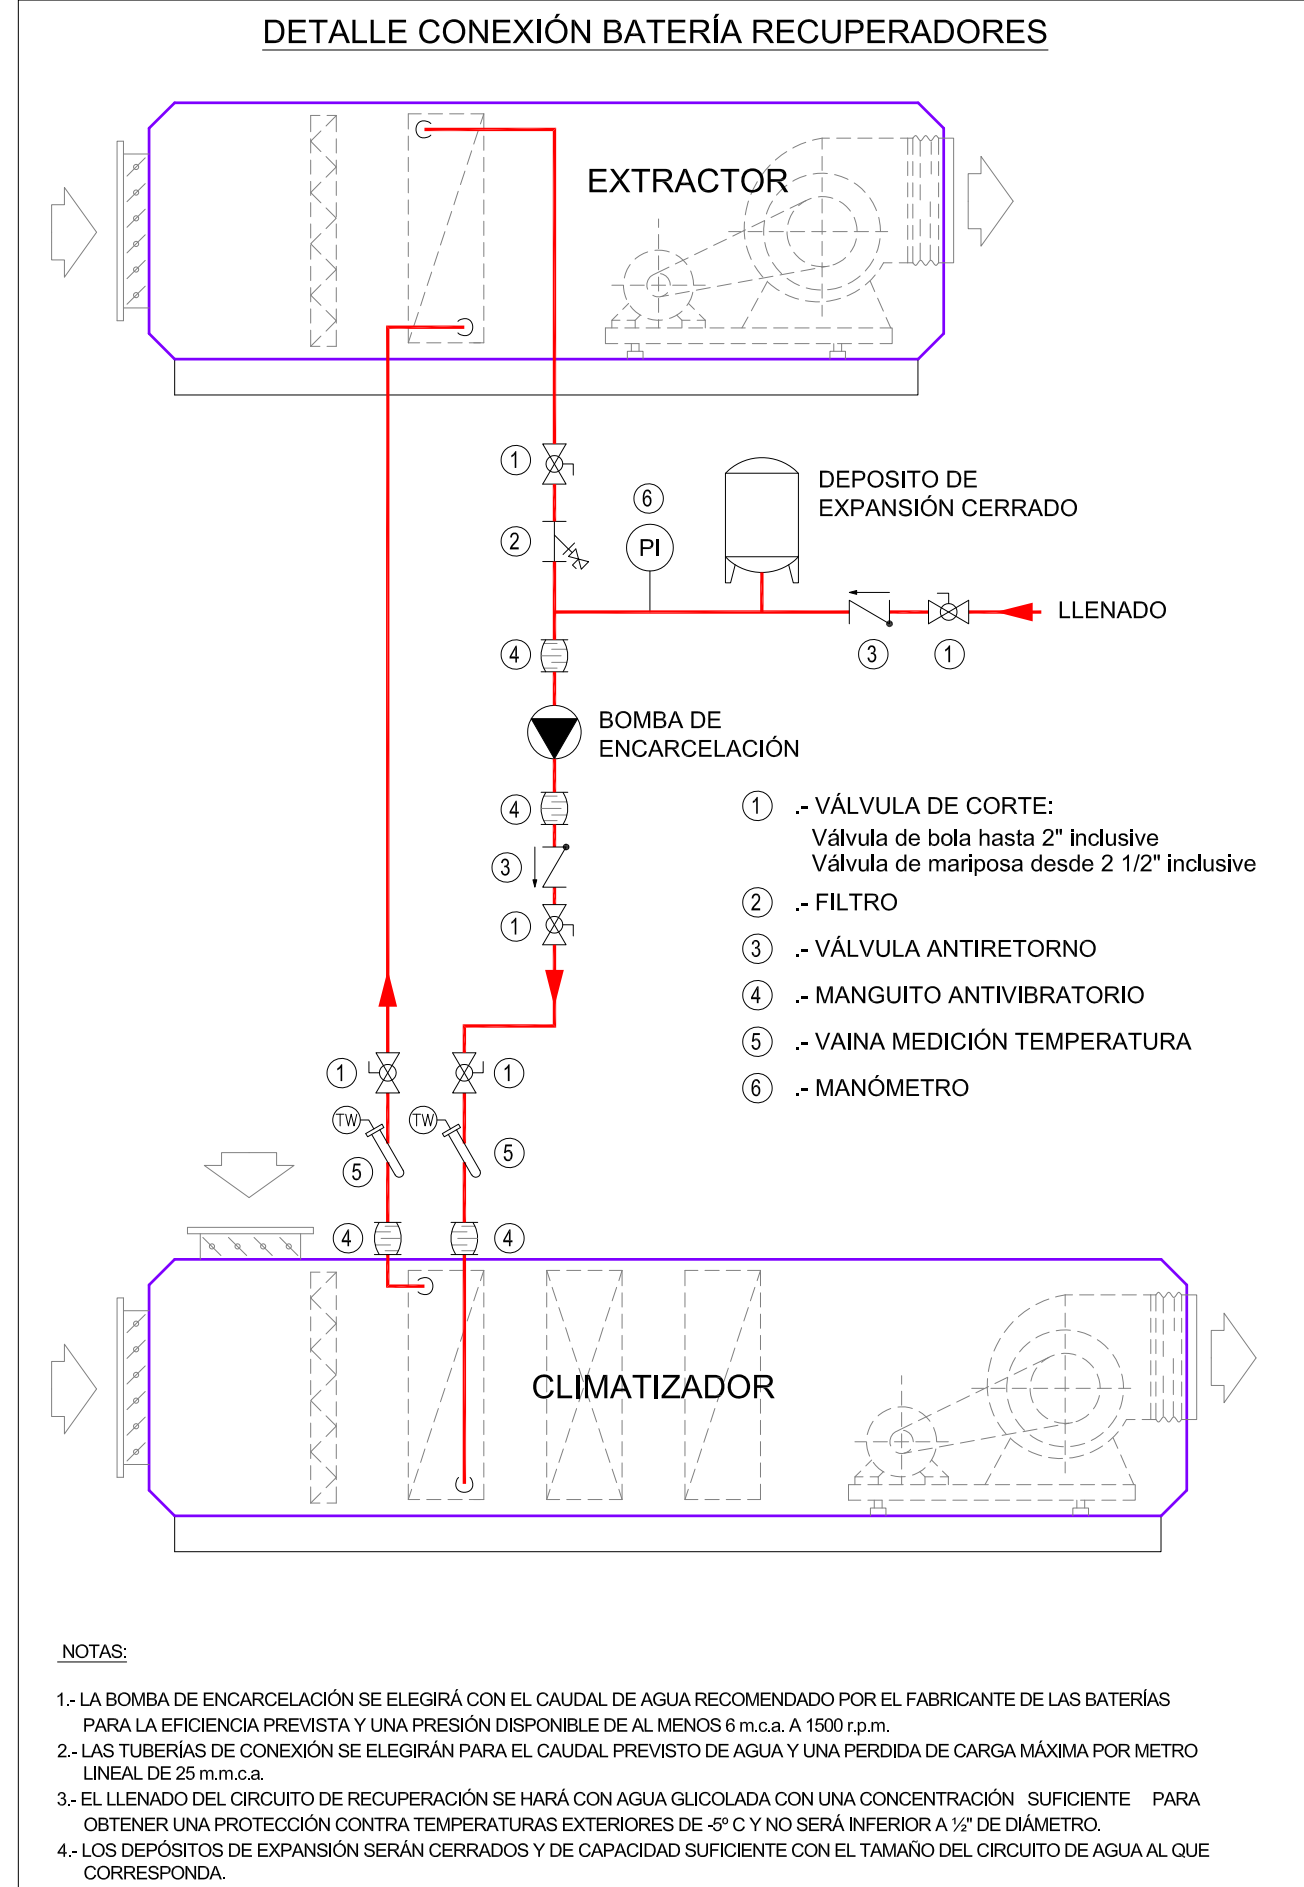 DETALLE CONEXIÓN BATERÍA RECUPERADORES
EXTRACTOR
1
6
DEPOSITO DE
EXPANSIÓN CERRADO
2
PI
LLENADO
4
3
1
BOMBA DE
ENCARCELACIÓN
4
3
1
1 .- VÁLVULA DE CORTE:
Válvula de bola hasta 2" inclusive
Válvula de mariposa desde 2 1/2" inclusive
2 .- FILTRO
3 .- VÁLVULA ANTIRETORNO
4 .- MANGUITO ANTIVIBRATORIO
5 .- VAINA MEDICIÓN TEMPERATURA
6 .- MANÓMETRO
1
1
TW
TW
5
5
4
4
CLIMATIZADOR
NOTAS:
1.- LA BOMBA DE ENCARCELACIÓN SE ELEGIRÁ CON EL CAUDAL DE AGUA RECOMENDADO POR EL FABRICANTE DE LAS BATERÍAS
PARA LA EFICIENCIA PREVISTA Y UNA PRESIÓN DISPONIBLE DE AL MENOS 6 m.c.a. A 1500 r.p.m.
2.- LAS TUBERÍAS DE CONEXIÓN SE ELEGIRÁN PARA EL CAUDAL PREVISTO DE AGUA Y UNA PERDIDA DE CARGA MÁXIMA POR METRO
LINEAL DE 25 m.m.c.a.
3.- EL LLENADO DEL CIRCUITO DE RECUPERACIÓN SE HARÁ CON AGUA GLICOLADA CON UNA CONCENTRACIÓN SUFICIENTE PARA
OBTENER UNA PROTECCIÓN CONTRA TEMPERATURAS EXTERIORES DE -5º C Y NO SERÁ INFERIOR A ½" DE DIÁMETRO.
4.- LOS DEPÓSITOS DE EXPANSIÓN SERÁN CERRADOS Y DE CAPACIDAD SUFICIENTE CON EL TAMAÑO DEL CIRCUITO DE AGUA AL QUE
CORRESPONDA.